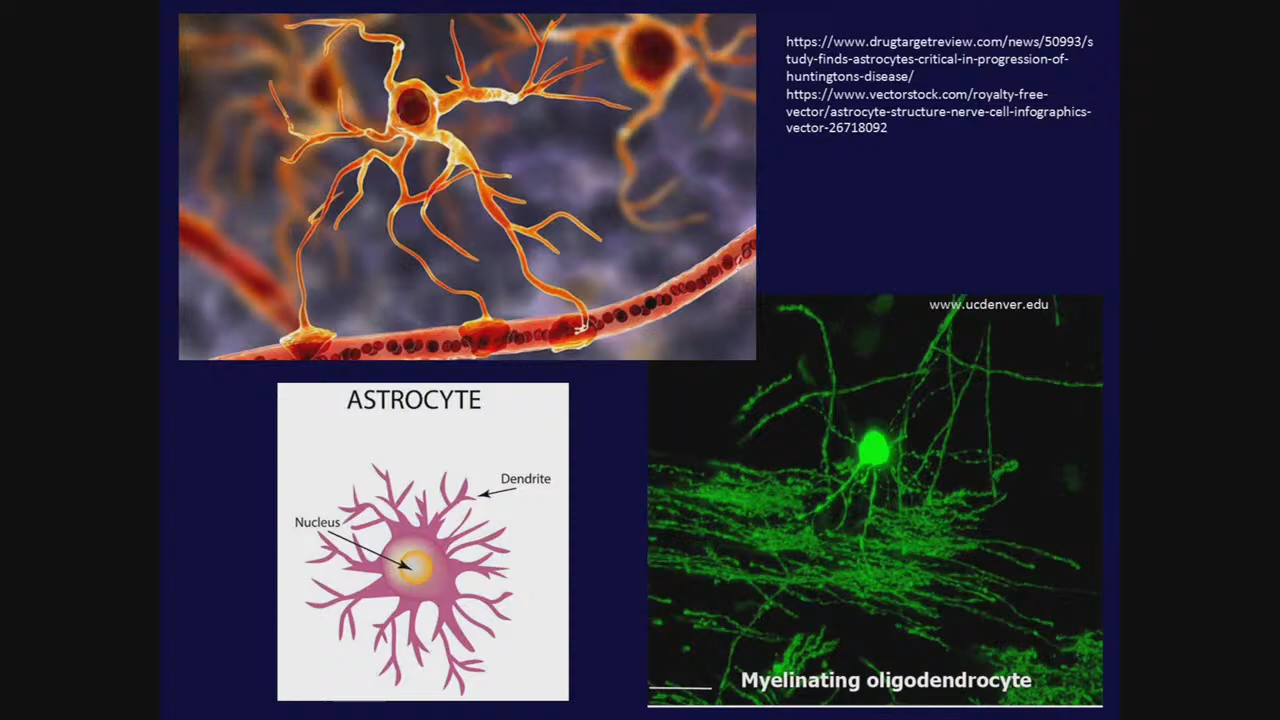 https://www.drugtargetreview.com/news/50993/s
tudy-finds-astrocytes-critical-in-progression-of-
huntingtons-disease/
https://www.vectorstock.com/royalty-free-
vector/astrocyte-structure-nerve-cell-infographics-
vector-26718092
www.ucdenver.edu
ASTROCYTE
Dendrite
Nucleus
Myelinating oligodendrocyte